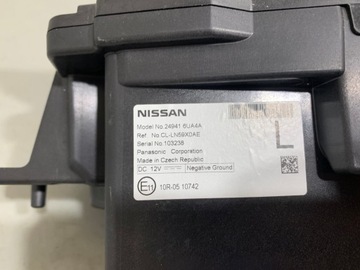 NISSAN
Model No.24941 6UA4A
Ref. No.CL-LN59X0AE
Serial No.103238
Panasonic Corporation
Made in Czech Republic
DC 12V Negative Ground
L
E11 10R-05 10742